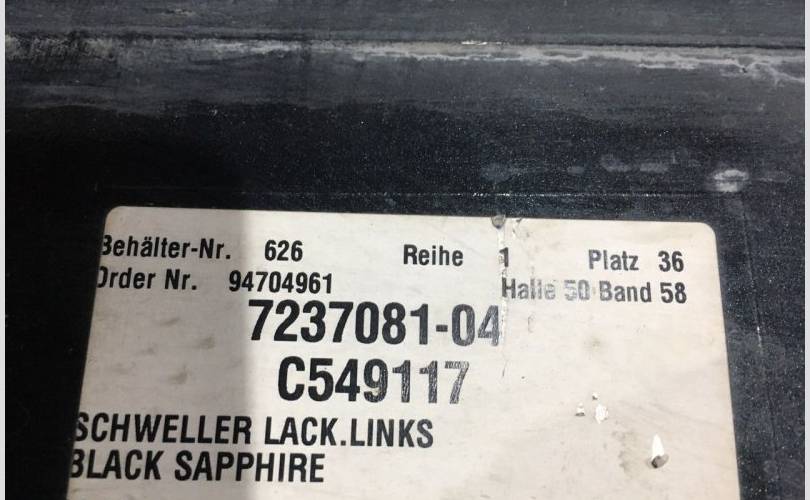 Behälter-Nr. 626 Reihe 1 Platz 36
Order Nr. 94704961 Halle 50 Band 58
7237081-04
C549117
SCHWELLER LACK.LINKS
BLACK SAPPHIRE